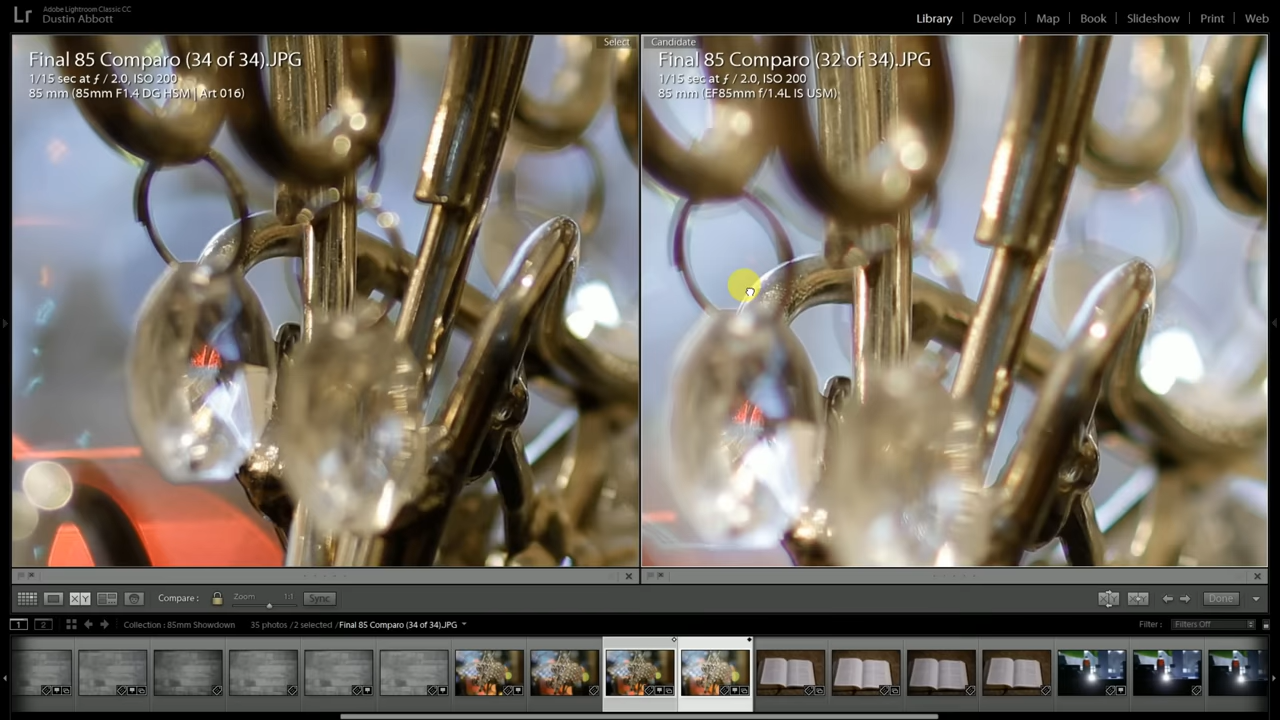 Lr
Adobe Lightroom Classic CC
Dustin Abbott
Library | Develop | Map | Book | Slideshow | Print | Web
Select
Final 85 Comparo (34 of 34).JPG
1/15 sec at ƒ / 2.0, ISO 200
85 mm (85mm F1.4 DG HSM | Art 016)
Candidate
Final 85 Comparo (32 of 34).JPG
1/15 sec at ƒ / 2.0, ISO 200
85 mm (EF85mm f/1.4L IS USM)
XY Compare : Zoom 1:1 Sync Done
1 2 Collection : 85mm Showdown 35 photos / 2 selected / Final 85 Comparo (34 of 34).JPG Filter : Filters Off